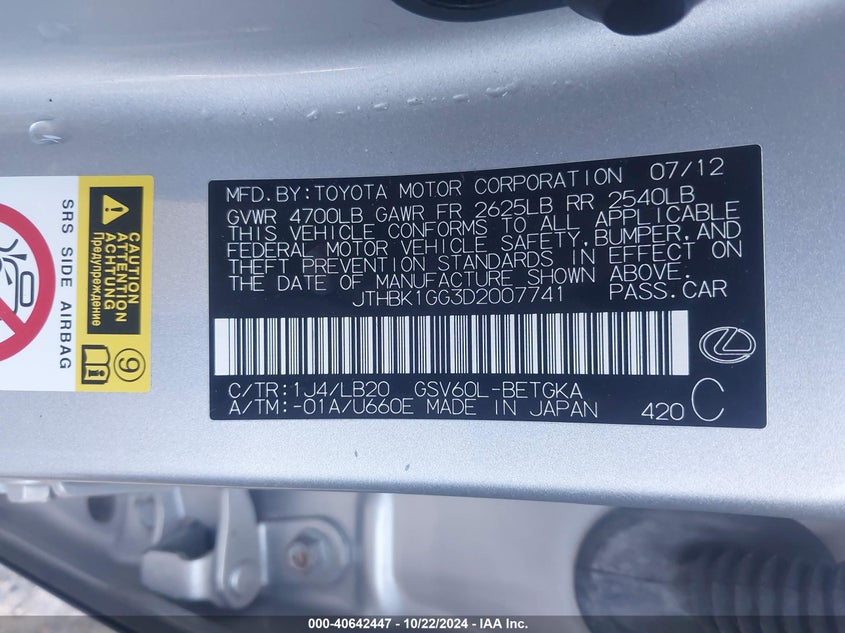 SRS SIDE AIRBAG
CAUTION
ATTENTION
ACHTUNG
Предупреждение
9
MFD.BY:TOYOTA MOTOR CORPORATION 07/12
GVWR 4700LB GAWR FR 2625LB RR 2540LB
THIS VEHICLE CONFORMS TO ALL APPLICABLE
FEDERAL MOTOR VEHICLE SAFETY,BUMPER,AND
THEFT PREVENTION STANDARDS IN EFFECT ON
THE DATE OF MANUFACTURE SHOWN ABOVE.
JTHBK1GG3D2007741 PASS.CAR
C/TR:1J4/LB20 GSV60L-BETGKA
A/TM:-01A/U660E MADE IN JAPAN 420 C
000-40642447 - 10/22/2024 - IAA Inc.